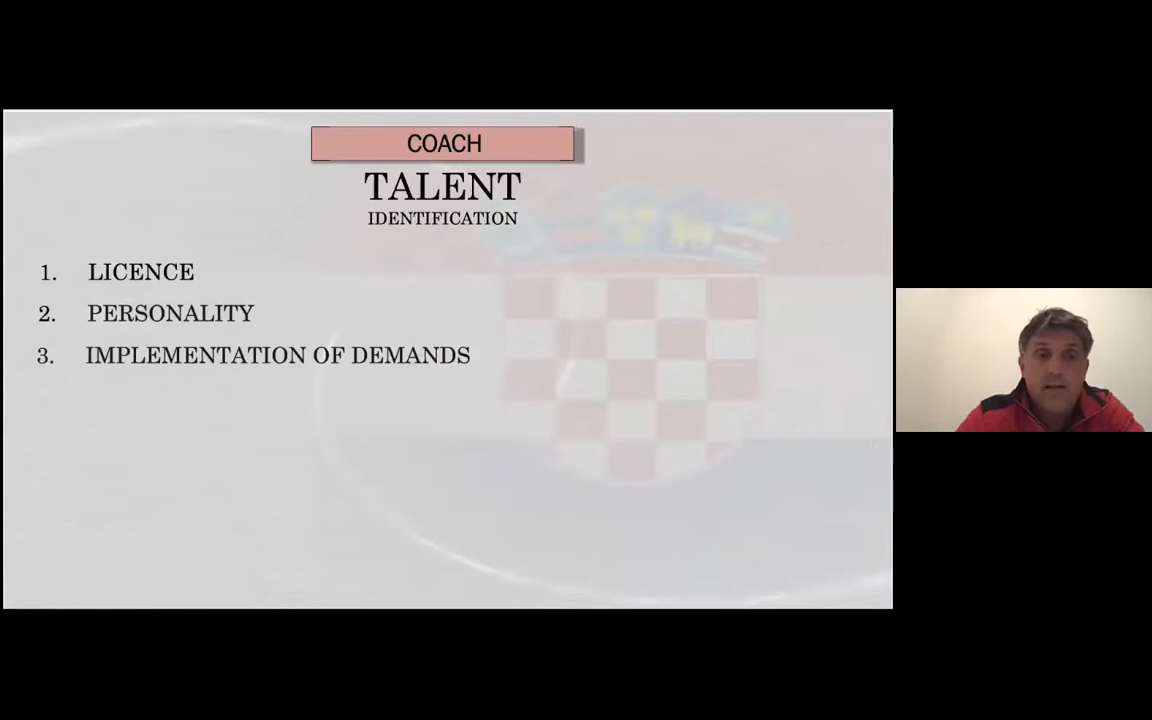 COACH
TALENT
IDENTIFICATION
1. LICENCE
2. PERSONALITY
3. IMPLEMENTATION OF DEMANDS